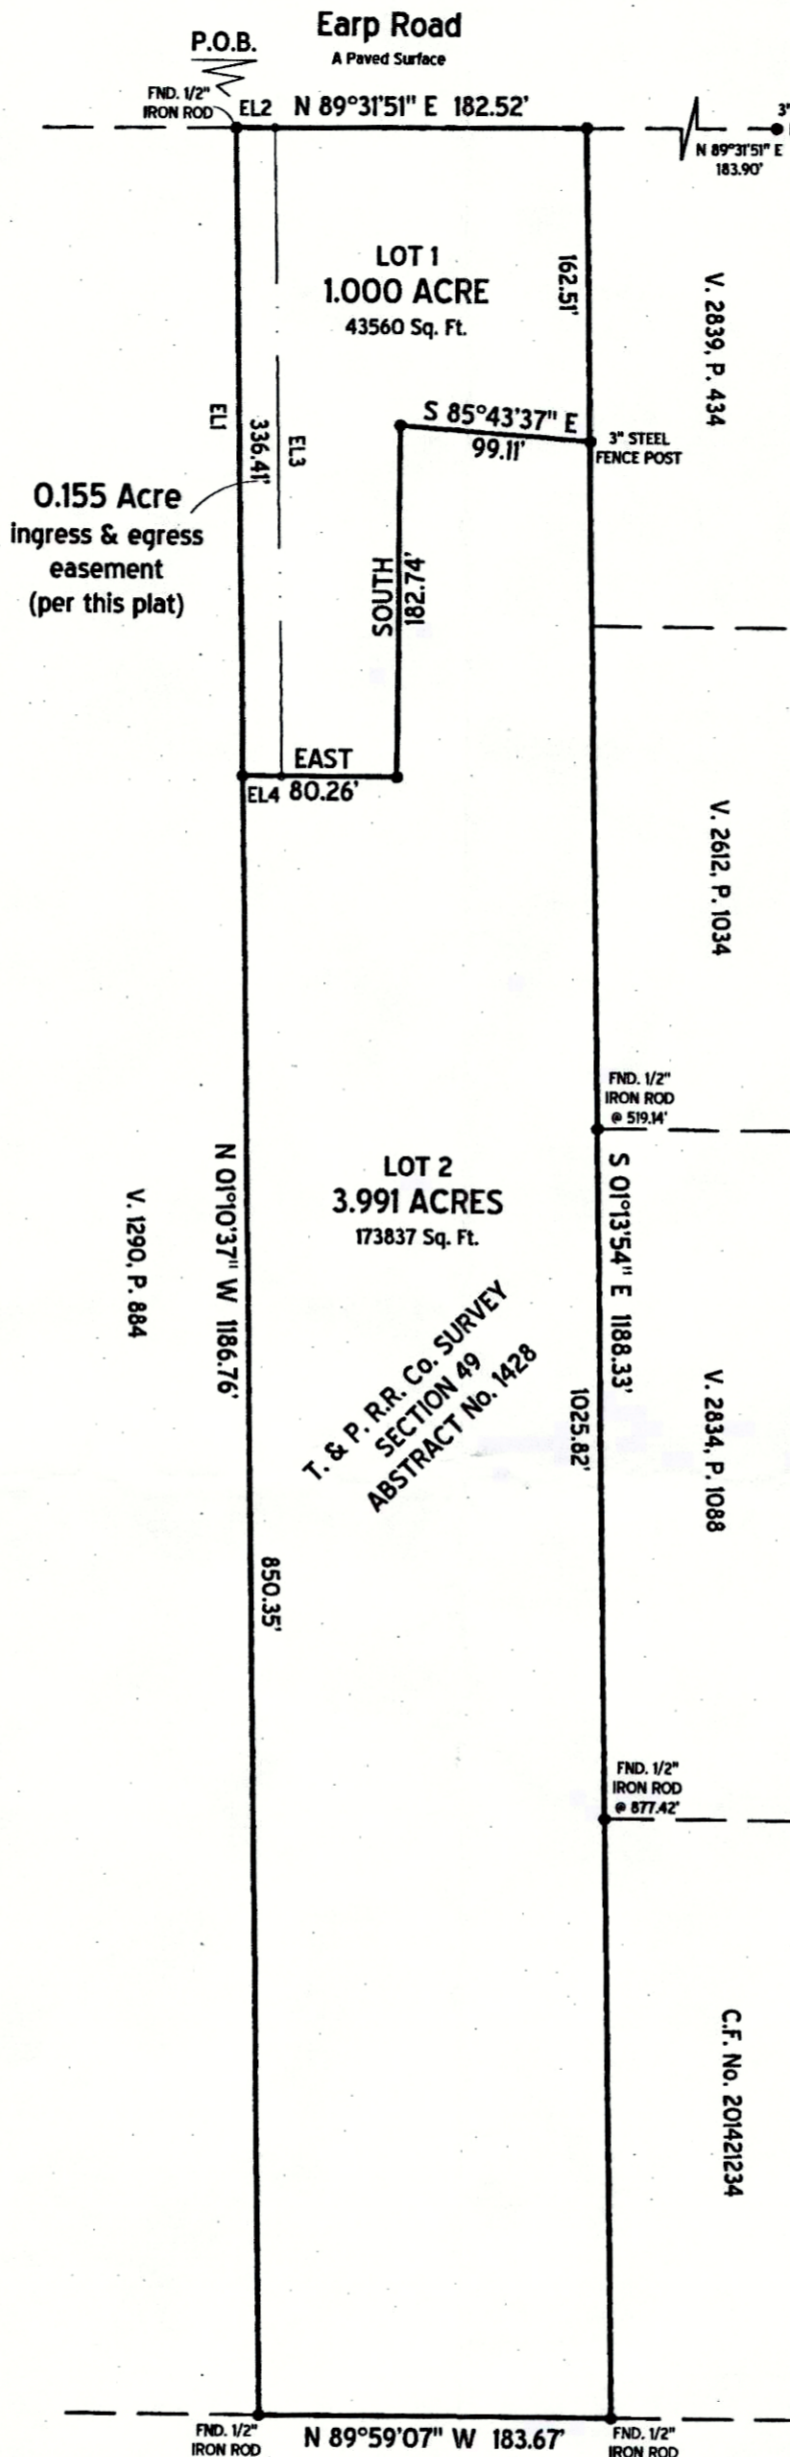 Earp Road
A Paved Surface
P.O.B.
FND. 1/2"
IRON ROD
EL2
N 89°31'51" E 182.52'
3"
N 89°31'51" E
183.90'
LOT 1
1.000 ACRE
43560 Sq. Ft.
162.51'
V. 2839, P. 434
EL1
336.41'
EL3
S 85°43'37" E
99.11'
3" STEEL
FENCE POST
0.155 Acre
ingress & egress
easement
(per this plat)
SOUTH
182.74'
EAST
EL4 80.26'
V. 2612, P. 1034
FND. 1/2"
IRON ROD
@ 519.14'
LOT 2
3.991 ACRES
173837 Sq. Ft.
N 01°10'37" W 1186.76'
V. 1290, P. 884
S 01°13'54" E 1188.33'
T. & P. R.R. Co. SURVEY
SECTION 49
ABSTRACT No. 1428
1025.82'
V. 2834, P. 1088
850.35'
FND. 1/2"
IRON ROD
@ 877.42'
C.F. No. 201421234
FND. 1/2"
IRON ROD
N 89°59'07" W 183.67'
FND. 1/2"
IRON ROD